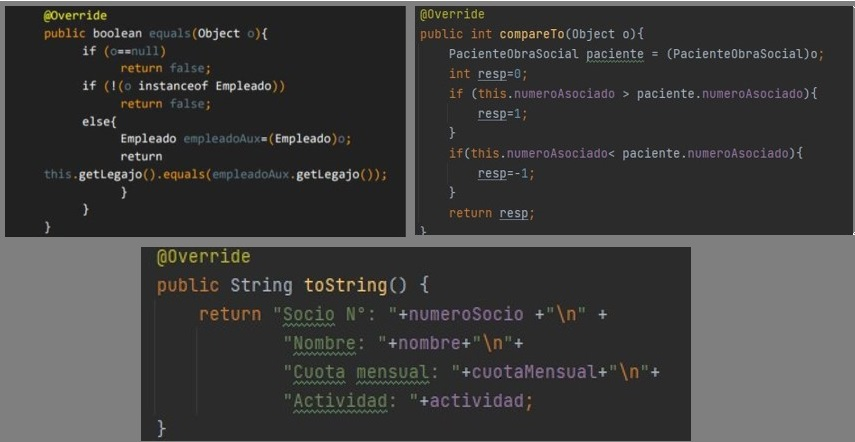 @Override
public boolean equals(Object o){
if (o==null)
return false;
if (!(o instanceof Empleado))
return false;
else{
Empleado empleadoAux=(Empleado)o;
return
this.getLegajo().equals(empleadoAux.getLegajo());
}
}
}
@Override
public int compareTo(Object o){
PacienteObraSocial paciente = (PacienteObraSocial)o;
int resp=0;
if (this.numeroAsociado > paciente.numeroAsociado){
resp=1;
}
if(this.numeroAsociado< paciente.numeroAsociado){
resp=-1;
}
return resp;
}
@Override
public String toString() {
return "Socio N°: "+numeroSocio +"\n" +
"Nombre: "+nombre+"\n"+
"Cuota mensual: "+cuotaMensual+"\n"+
"Actividad: "+actividad;
}